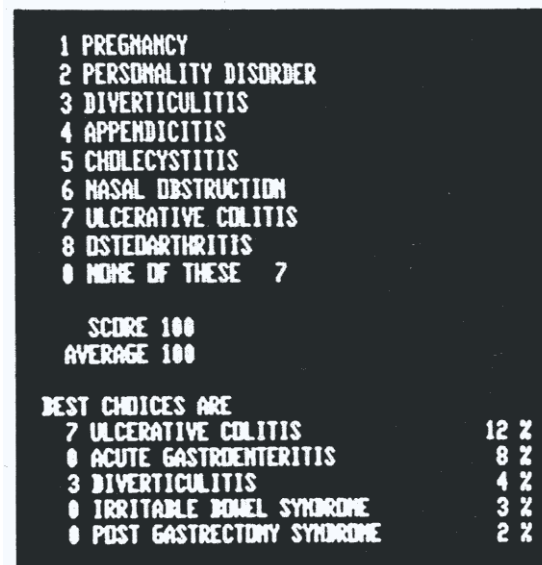 1 PREGNANCY
2 PERSONALITY DISORDER
3 DIVERTICULITIS
4 APPENDICITIS
5 CHOLECYSTITIS
6 NASAL OBSTRUCTION
7 ULCERATIVE COLITIS
8 OSTEOARTHRITIS
0 NONE OF THESE 7
SCORE 100
AVERAGE 100
BEST CHOICES ARE
7 ULCERATIVE COLITIS 12 %
0 ACUTE GASTROENTERITIS 8 %
3 DIVERTICULITIS 4 %
0 IRRITABLE BOWEL SYNDROME 3 %
0 POST GASTRECTOMY SYNDROME 2 %